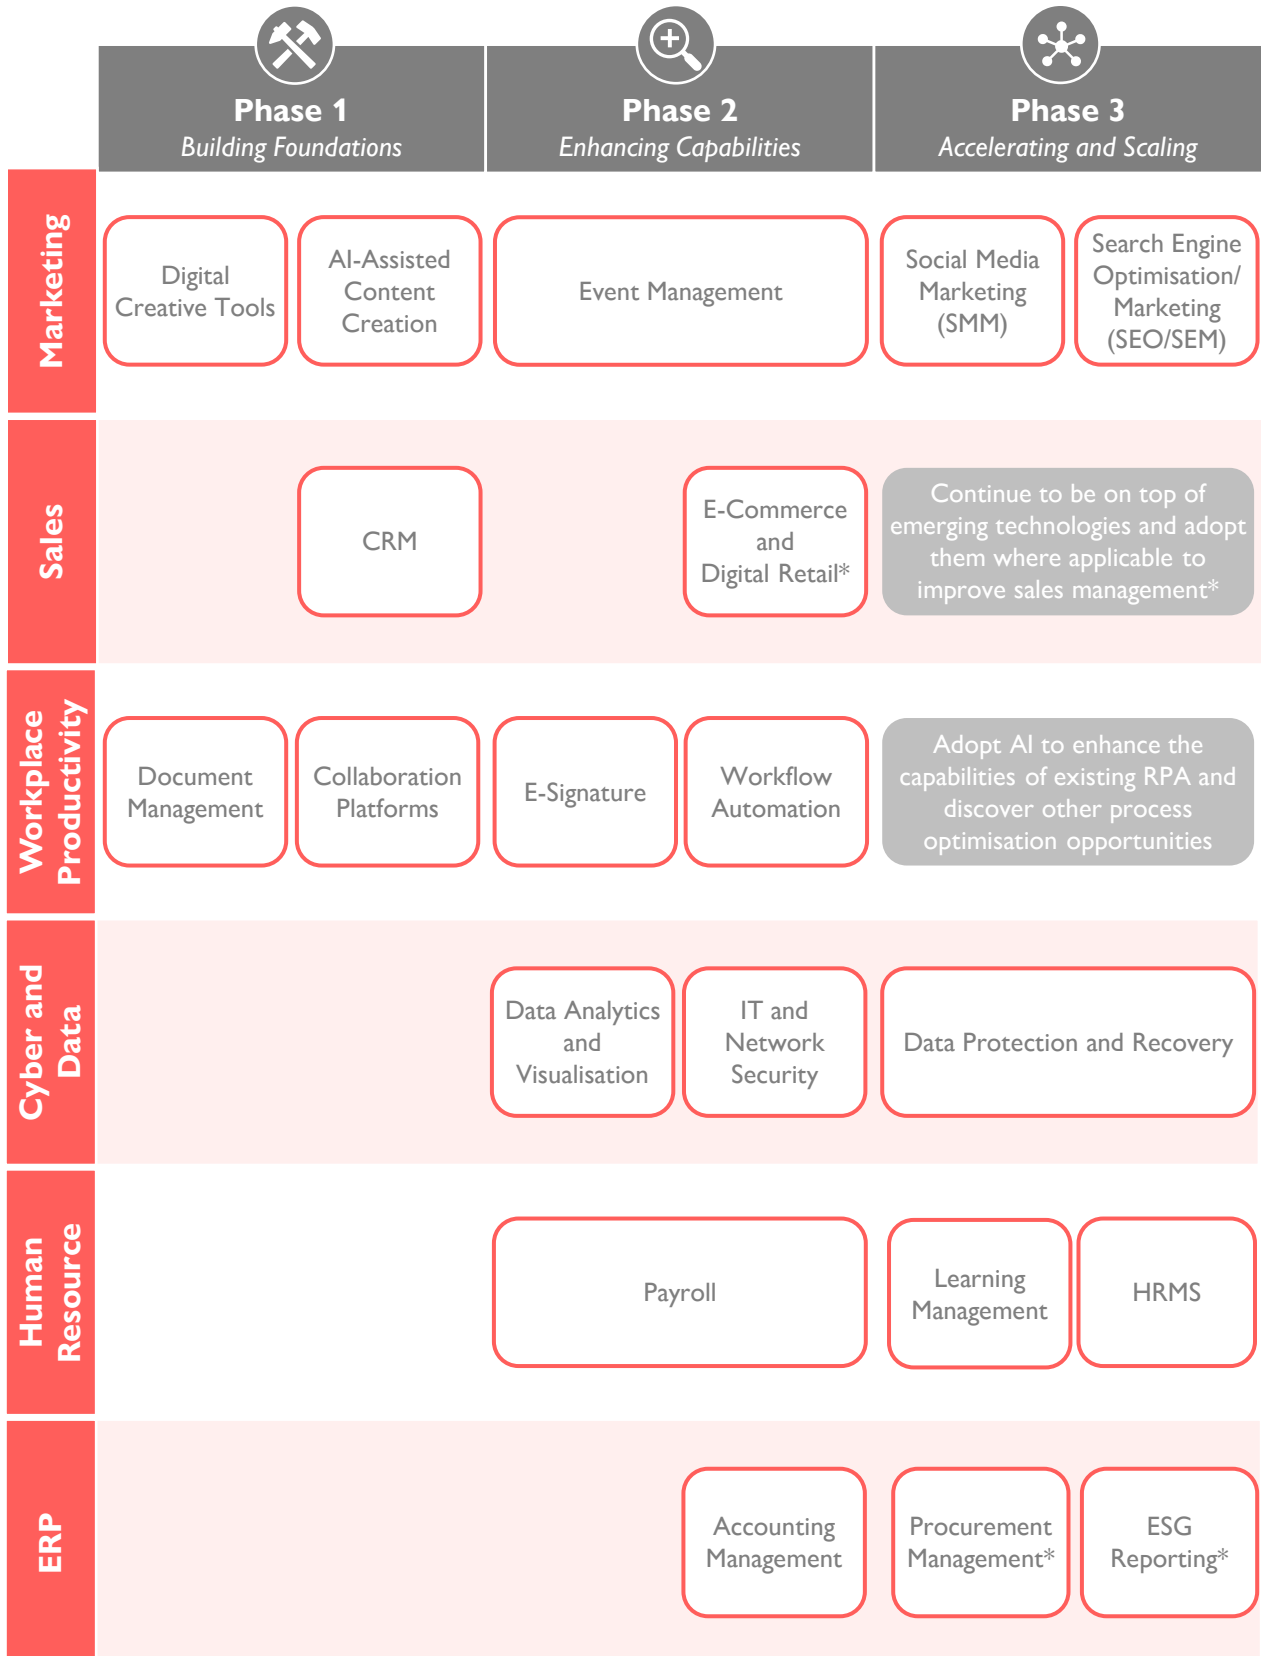 Phase 1
Building Foundations
Phase 2
Enhancing Capabilities
Phase 3
Accelerating and Scaling
Marketing
Digital
Creative Tools
AI-Assisted
Content
Creation
Event Management
Social Media
Marketing
(SMM)
Search Engine
Optimisation/
Marketing
(SEO/SEM)
Sales
CRM
E-Commerce
and
Digital Retail*
Continue to be on top of
emerging technologies and adopt
them where applicable to
improve sales management*
Workplace
Productivity
Document
Management
Collaboration
Platforms
E-Signature
Workflow
Automation
Adopt AI to enhance the
capabilities of existing RPA and
discover other process
optimisation opportunities
Cyber and
Data
Data Analytics
and
Visualisation
IT and
Network
Security
Data Protection and Recovery
Human
Resource
Payroll
Learning
Management
HRMS
ERP
Accounting
Management
Procurement
Management*
ESG
Reporting*